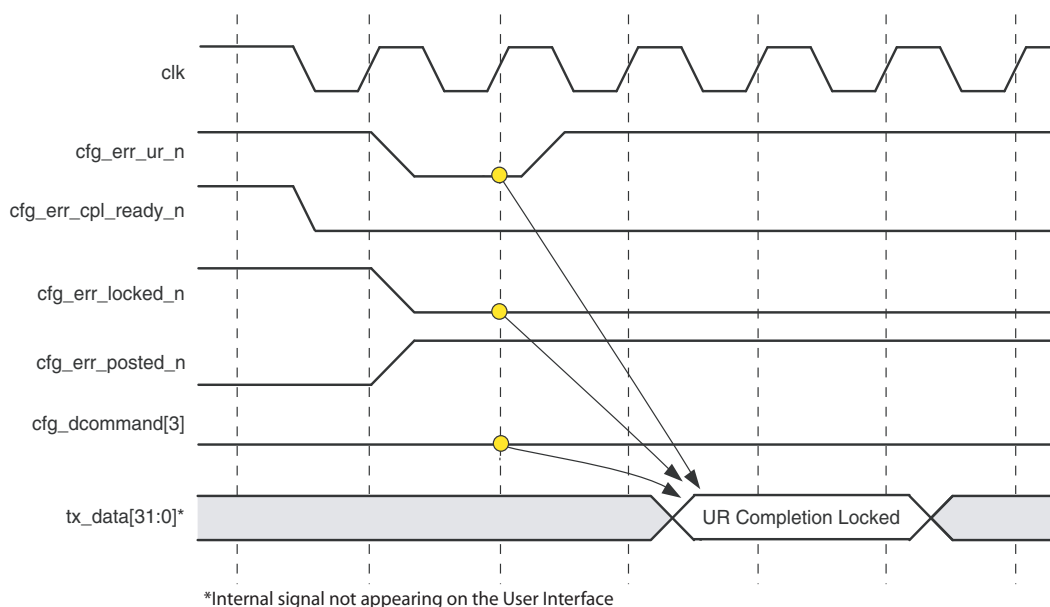 clk
cfg_err_ur_n
cfg_err_cpl_ready_n
cfg_err_locked_n
cfg_err_posted_n
cfg_dcommand[3]
tx_data[31:0]*
UR Completion Locked
*Internal signal not appearing on the User Interface